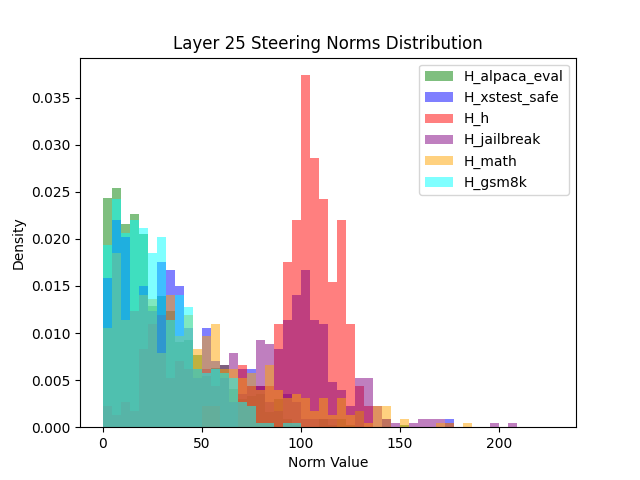 Layer 25 Steering Norms Distribution
H_alpaca_eval
H_xstest_safe
H_h
H_jailbreak
H_math
H_gsm8k
0.035
0.030
0.025
0.020
0.015
0.010
0.005
0.000
Density
0 50 100 150 200
Norm Value